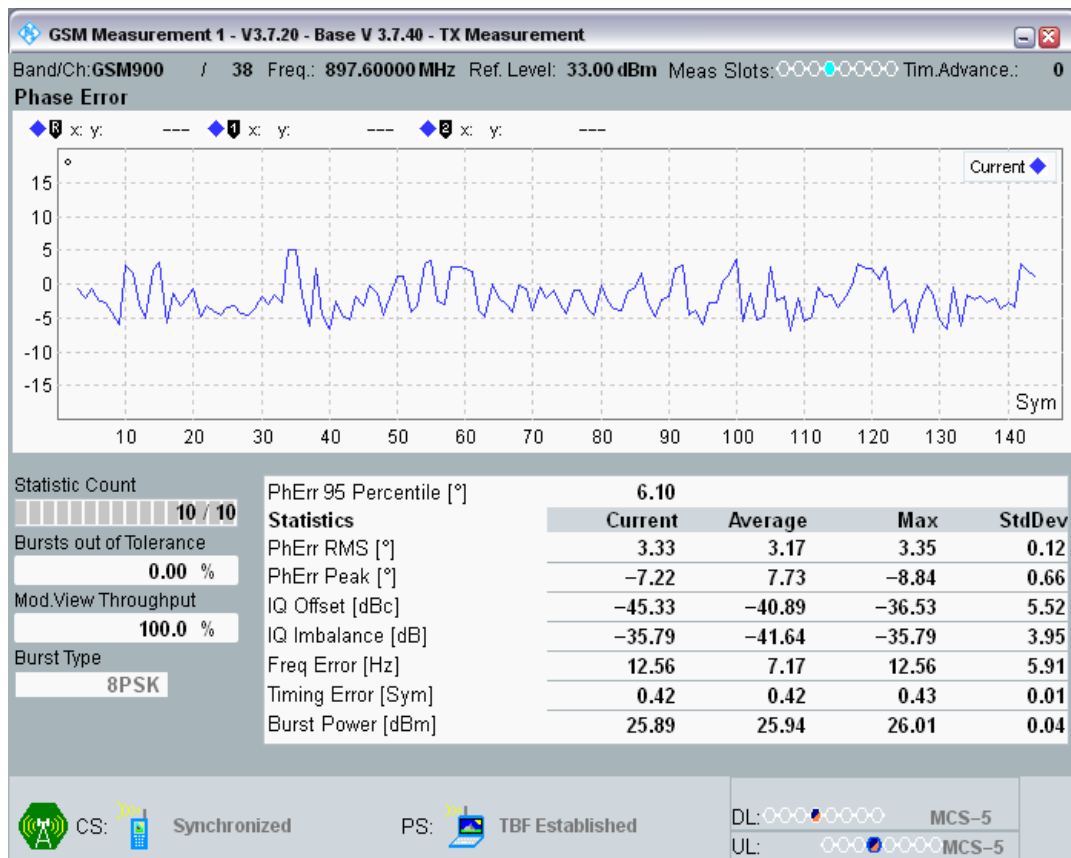 GSM Measurement 1 - V3.7.20 - Base V 3.7.40 - TX Measurement
Band/Ch:GSM900 / 38 Freq.: 897.60000 MHz Ref. Level: 33.00 dBm Meas Slots: Tim.Advance.: 0
Phase Error
R x: y: --- 1 x: y: --- 2 x: y: ---
°
Current
15
10
5
0
-5
-10
-15
Sym
10 20 30 40 50 60 70 80 90 100 110 120 130 140
Statistic Count
10 / 10
Bursts out of Tolerance
0.00 %
Mod.View Throughput
100.0 %
Burst Type
8PSK
PhErr 95 Percentile [°] 6.10
Statistics Current Average Max StdDev
PhErr RMS [°] 3.33 3.17 3.35 0.12
PhErr Peak [°] −7.22 7.73 −8.84 0.66
IQ Offset [dBc] −45.33 −40.89 −36.53 5.52
IQ Imbalance [dB] −35.79 −41.64 −35.79 3.95
Freq Error [Hz] 12.56 7.17 12.56 5.91
Timing Error [Sym] 0.42 0.42 0.43 0.01
Burst Power [dBm] 25.89 25.94 26.01 0.04
CS: Synchronized PS: TBF Established
DL: MCS−5
UL: MCS−5